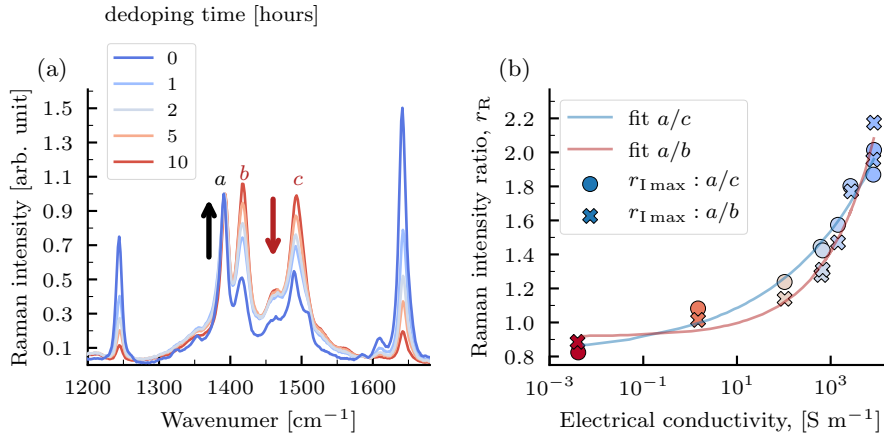 dedoping time [hours]
0
1
2
5
10
(a)
a
b
c
Raman intensity [arb. unit]
1.5
1.3
1.1
0.9
0.7
0.5
0.3
0.1
1200 1300 1400 1500 1600
Wavenumer [cm⁻¹]
(b)
fit a/c
fit a/b
r_I max : a/c
r_I max : a/b
Raman intensity ratio, r_R
2.2
2.0
1.8
1.6
1.4
1.2
1.0
0.8
10⁻³ 10⁻¹ 10¹ 10³
Electrical conductivity, [S m⁻¹]